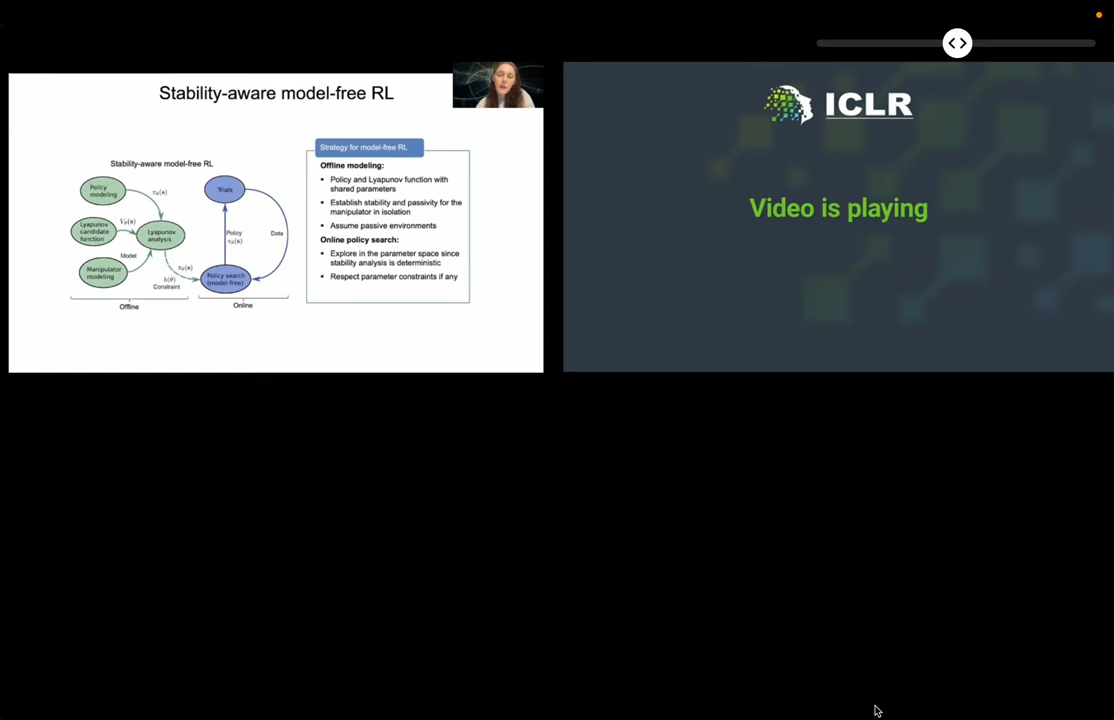 Stability-aware model-free RL
Stability-aware model-free RL
Policy
modeling
πθ(s)
Trials
Lyapunov
candidate
function
Vθ(s)
Lyapunov
analysis
Policy
πθ(s)
Data
Model
Manipulator
modeling
πθ(s)
h(θ)
Constraint
Policy search
(model-free)
Offline
Online
Strategy for model-free RL
Offline modeling:
▪ Policy and Lyapunov function with
shared parameters
▪ Establish stability and passivity for the
manipulator in isolation
▪ Assume passive environments
Online policy search:
▪ Explore in the parameter space since
stability analysis is deterministic
▪ Respect parameter constraints if any
ICLR
Video is playing